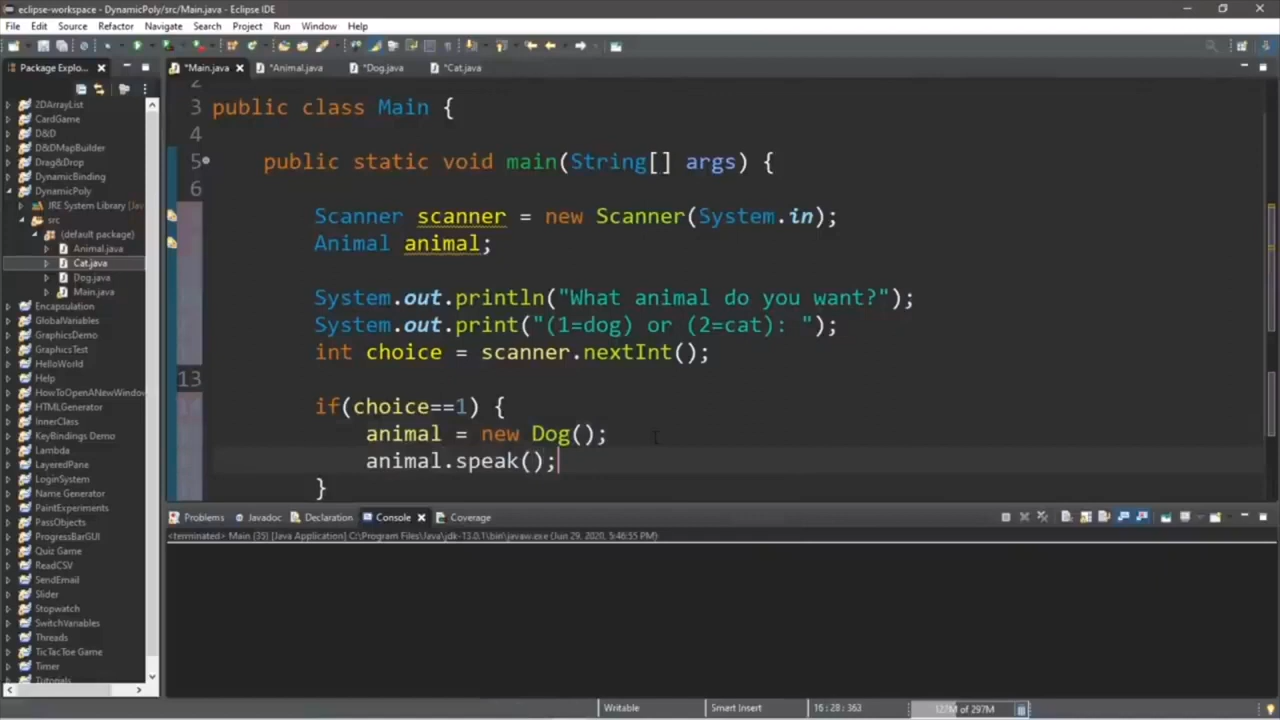 eclipse-workspace - DynamicPoly/src/Main.java - Eclipse IDE
File Edit Source Refactor Navigate Search Project Run Window Help
Package Explo...
*Main.java *Animal.java *Dog.java *Cat.java
2DArrayList
CardGame
D&D
D&DMapBuilder
Drag&Drop
DynamicBinding
DynamicPoly
JRE System Library [Jav
src
(default package)
Animal.java
Cat.java
Dog.java
Main.java
Encapsulation
GlobalVariables
GraphicsDemo
GraphicsTest
HelloWorld
Help
HowToOpenANewWindow
HTMLGenerator
InnerClass
KeyBindings Demo
Lambda
LayeredPane
LoginSystem
Name Generator
PaintExperiments
PassObjects
ProgressBarGUI
Quiz Game
ReadCSV
SendEmail
Slider
Stopwatch
SwitchVariables
Threads
TicTacToe Game
Timer
Tutorials
2
3 public class Main {
4
5 public static void main(String[] args) {
6
Scanner scanner = new Scanner(System.in);
Animal animal;
System.out.println("What animal do you want?");
System.out.print("(1=dog) or (2=cat): ");
int choice = scanner.nextInt();
13
14 if(choice==1) {
animal = new Dog();
animal.speak();
}
Problems Javadoc Declaration Console Coverage
<terminated> Main (35) [Java Application] C:\Program Files\Java\jdk-13.0.1\bin\javaw.exe (Jun 29, 2020, 5:46:55 PM)
Writable Smart Insert 16 : 28 : 363 127M of 297M